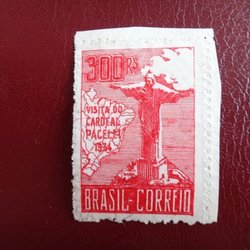 300 RS
VISITA DO
CARDEAL
PACELLI
1934
BRASIL-CORREIO